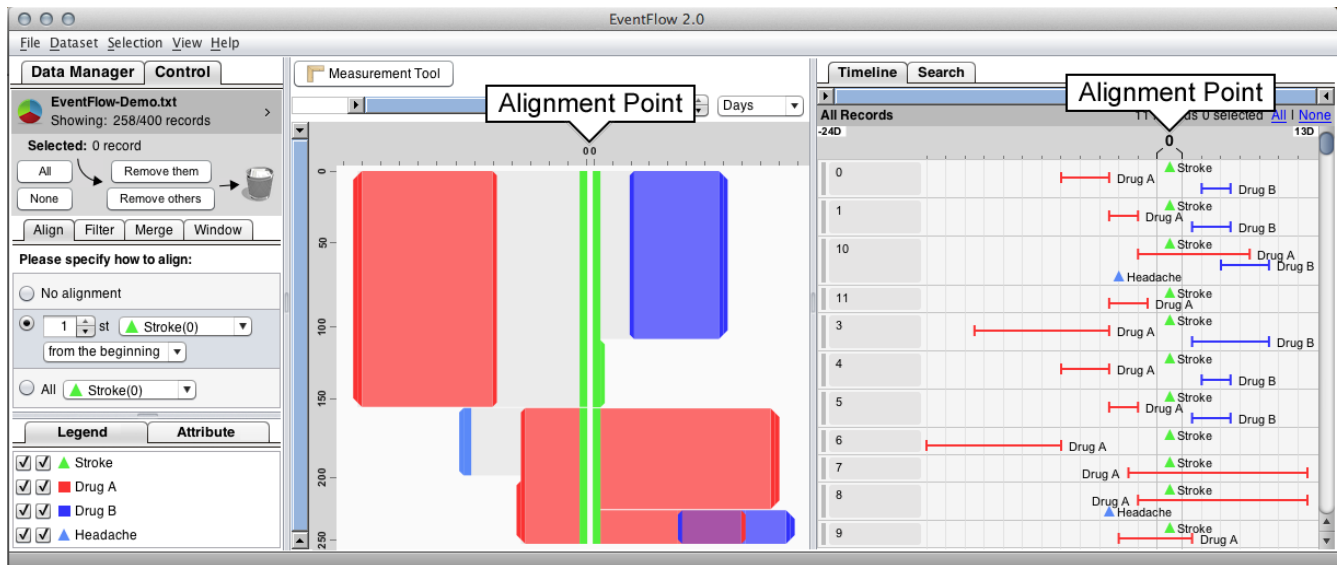 EventFlow 2.0
File Dataset Selection View Help
Data Manager Control
EventFlow-Demo.txt
Showing: 258/400 records
Selected: 0 record
All
Remove them
None
Remove others
Align Filter Merge Window
Please specify how to align:
No alignment
1 st Stroke(0)
from the beginning
All Stroke(0)
Legend Attribute
Stroke
Drug A
Drug B
Headache
Measurement Tool
Alignment Point
Days
0 0
0
50
100
150
200
250
Timeline Search
Alignment Point
All Records 0 selected All | None
-24D 0 13D
0
Stroke
Drug A
Drug B
1
Stroke
Drug A
Drug B
10
Stroke
Drug A
Drug B
Headache
11
Stroke
Drug A
3
Stroke
Drug A
Drug B
4
Stroke
Drug A
Drug B
5
Stroke
Drug A
Drug B
6
Stroke
Drug A
7
Stroke
Drug A
8
Stroke
Drug A
Headache
9
Stroke
Drug A